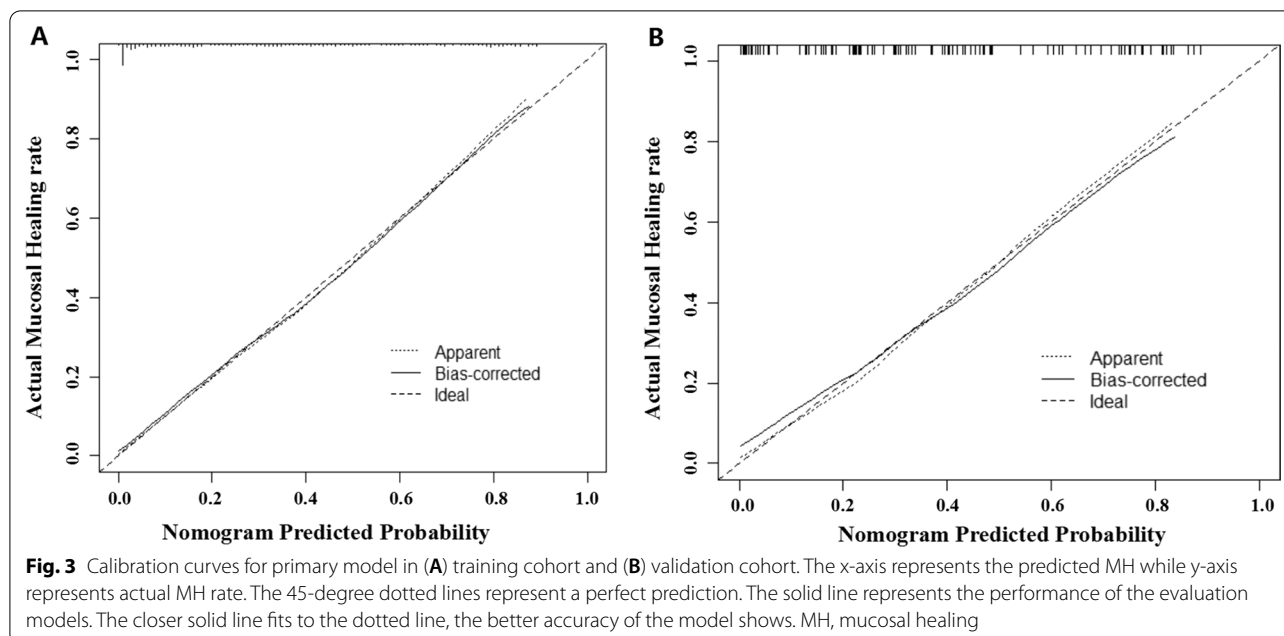 A
Actual Mucosal Healing rate
1.0
0.8
0.6
0.4
0.2
0.0
Apparent
Bias-corrected
Ideal
0.0 0.2 0.4 0.6 0.8 1.0
Nomogram Predicted Probability
B
Actual Mucosal Healing rate
1.0
0.8
0.6
0.4
0.2
0.0
Apparent
Bias-corrected
Ideal
0.0 0.2 0.4 0.6 0.8 1.0
Nomogram Predicted Probability
Fig. 3 Calibration curves for primary model in (A) training cohort and (B) validation cohort. The x-axis represents the predicted MH while y-axis
represents actual MH rate. The 45-degree dotted lines represent a perfect prediction. The solid line represents the performance of the evaluation
models. The closer solid line fits to the dotted line, the better accuracy of the model shows. MH, mucosal healing